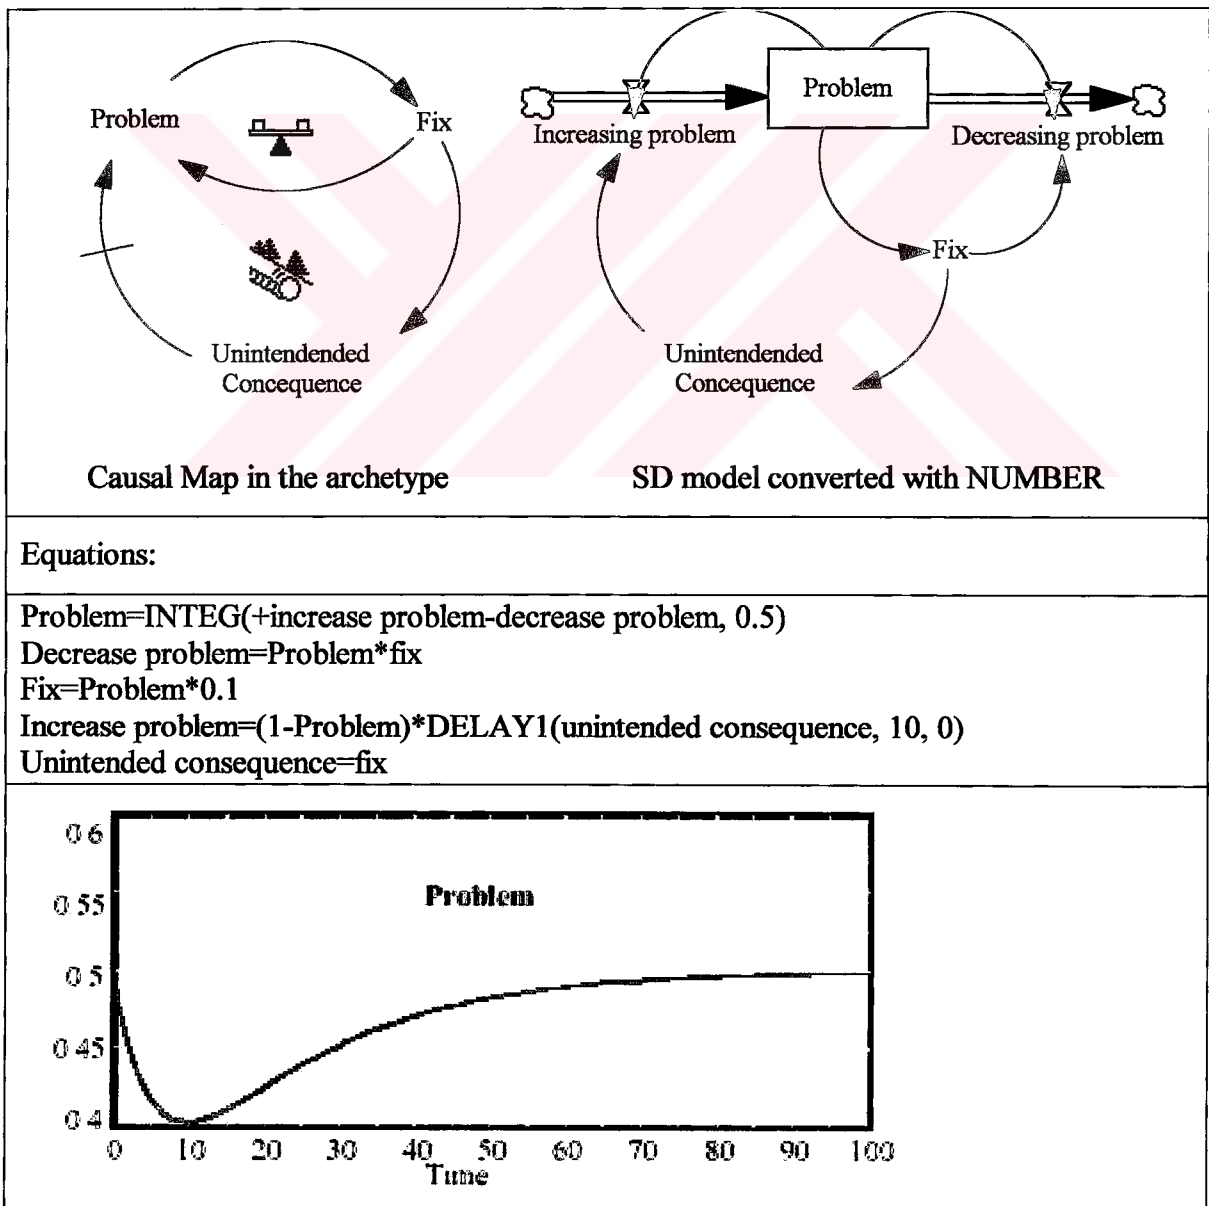 Problem
Fix
Unintendended
Concequence
Causal Map in the archetype
Problem
Increasing problem
Decreasing problem
Fix
Unintendended
Concequence
SD model converted with NUMBER
Equations:
Problem=INTEG(+increase problem-decrease problem, 0.5)
Decrease problem=Problem*fix
Fix=Problem*0.1
Increase problem=(1-Problem)*DELAY1(unintended consequence, 10, 0)
Unintended consequence=fix
Problem
0 6
0 55
0 5
0 45
0 4
0 10 20 30 40 50 60 70 80 90 100
Time